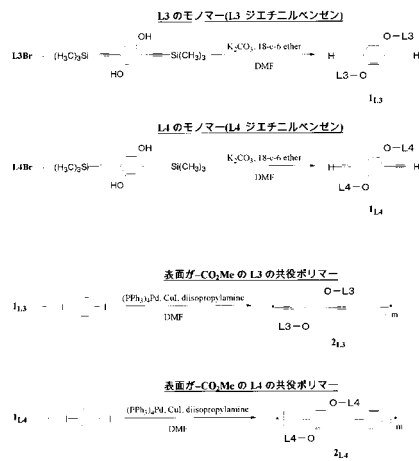 L3 のモノマー(L3 ジエチニルベンゼン)
L3Br
(H₃C)₃Si
OH
HO
Si(CH₃)₃
K₂CO₃, 18-c-6 ether
DMF
O-L3
H
L3-O
1L3
L4 のモノマー(L4 ジエチニルベンゼン)
L4Br
(H₃C)₃Si
OH
HO
Si(CH₃)₃
K₂CO₃, 18-c-6 ether
DMF
O-L4
H
H
L4-O
1L4
表面が-CO₂Me の L3 の共役ポリマー
1L3
(PPh₃)₄Pd, CuI, diisopropylamine
DMF
O-L3
L3-O
m
2L3
表面が-CO₂Me の L4 の共役ポリマー
1L4
(PPh₃)₄Pd, CuI, diisopropylamine
DMF
O-L4
L4-O
m
2L4